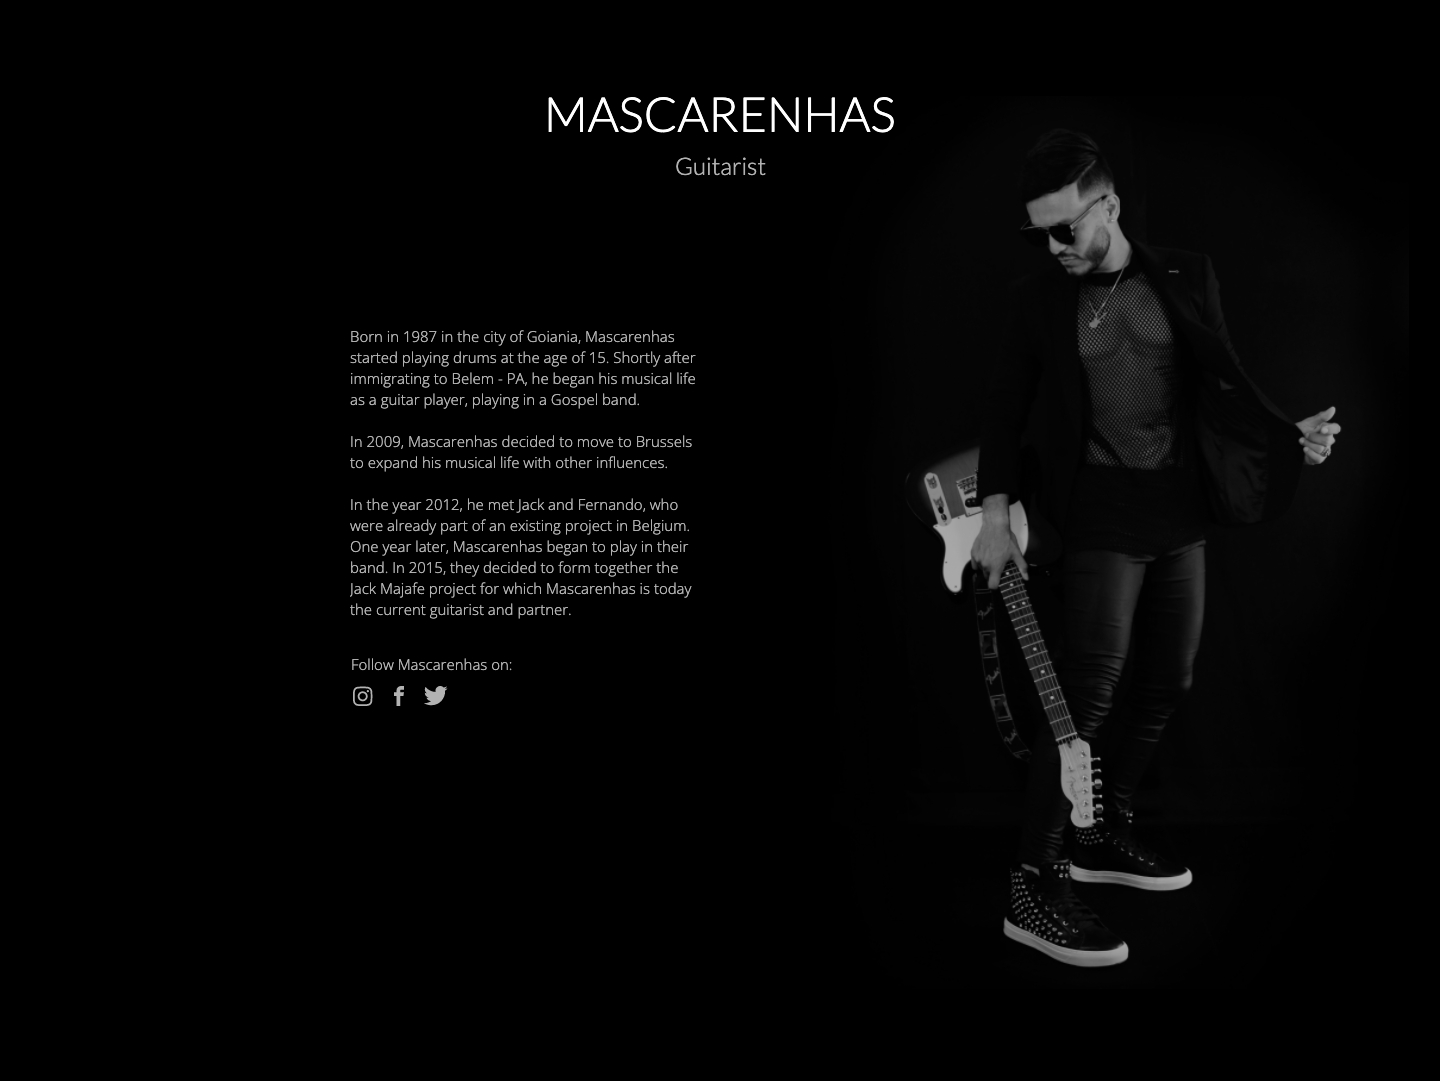 MASCARENHAS
Guitarist
Born in 1987 in the city of Goiania, Mascarenhas
started playing drums at the age of 15. Shortly after
immigrating to Belem - PA, he began his musical life
as a guitar player, playing in a Gospel band.
In 2009, Mascarenhas decided to move to Brussels
to expand his musical life with other influences.
In the year 2012, he met Jack and Fernando, who
were already part of an existing project in Belgium.
One year later, Mascarenhas began to play in their
band. In 2015, they decided to form together the
Jack Majafe project for which Mascarenhas is today
the current guitarist and partner.
Follow Mascarenhas on: